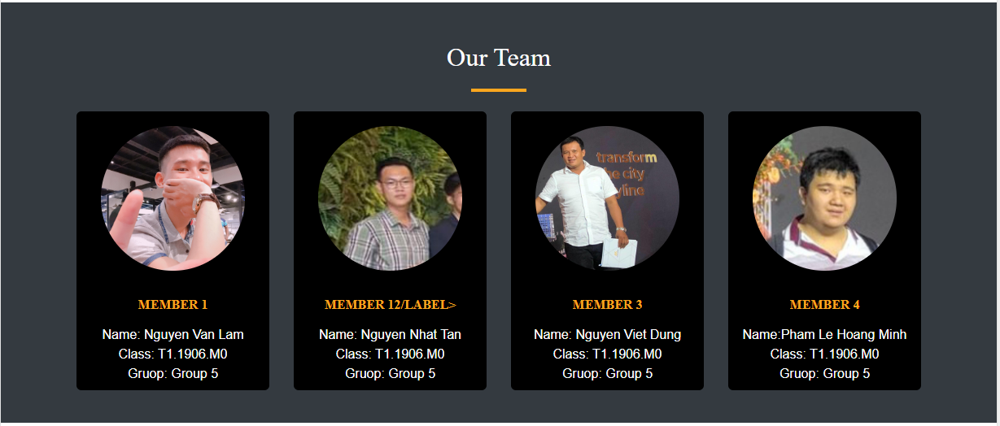 Our Team
transform
the city
skyline
MEMBER 1
Name: Nguyen Van Lam
Class: T1.1906.M0
Gruop: Group 5
MEMBER 12/LABEL>
Name: Nguyen Nhat Tan
Class: T1.1906.M0
Gruop: Group 5
MEMBER 3
Name: Nguyen Viet Dung
Class: T1.1906.M0
Gruop: Group 5
MEMBER 4
Name:Pham Le Hoang Minh
Class: T1.1906.M0
Gruop: Group 5